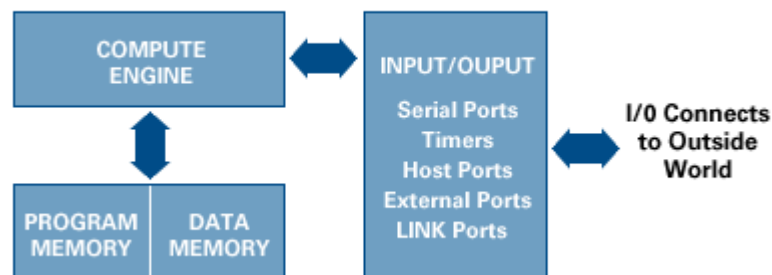 COMPUTE
ENGINE
PROGRAM
MEMORY
DATA
MEMORY
INPUT/OUPUT
Serial Ports
Timers
Host Ports
External Ports
LINK Ports
I/0 Connects
to Outside
World